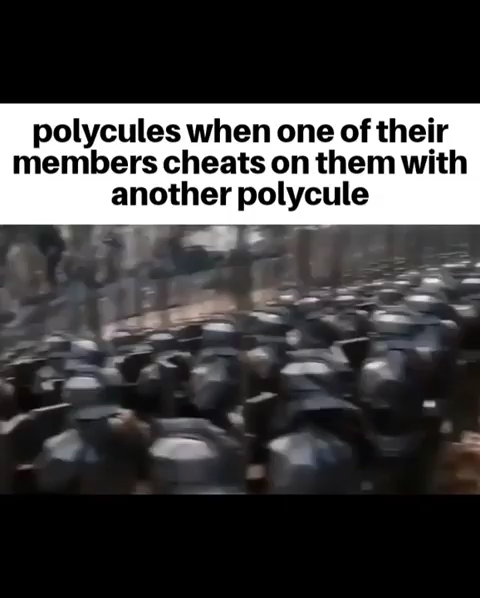 polycules when one of their
members cheats on them with
another polycule